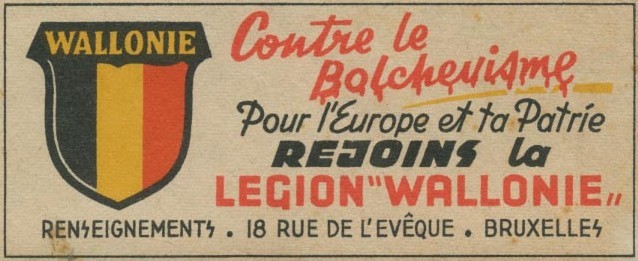 WALLONIE
Contre le
Bolchevisme
Pour l'Europe et ta Patrie
REJOINS la
LEGION "WALLONIE„
RENSEIGNEMENTS . 18 RUE DE L'EVÊQUE . BRUXELLES